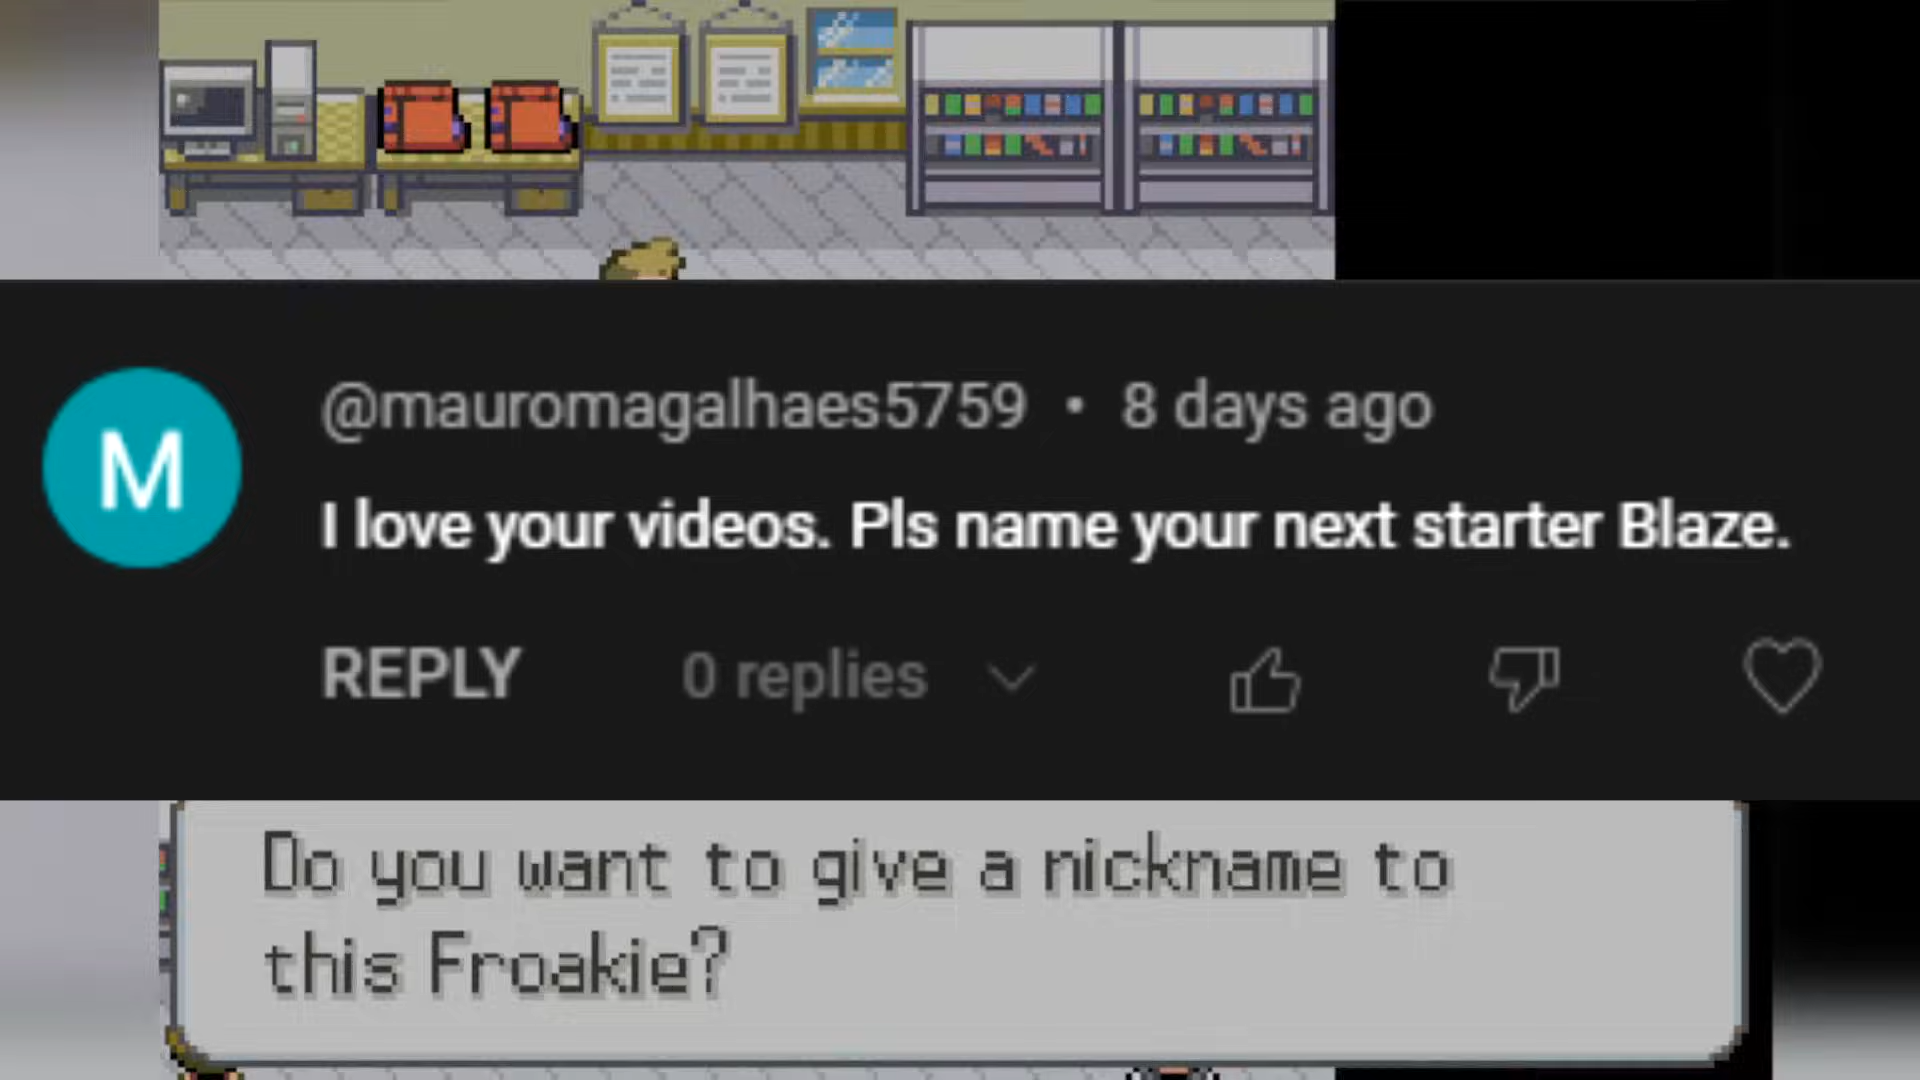 @mauromagalhaes5759 • 8 days ago
M
I love your videos. Pls name your next starter Blaze.
REPLY 0 replies
Do you want to give a nickname to
this Froakie?